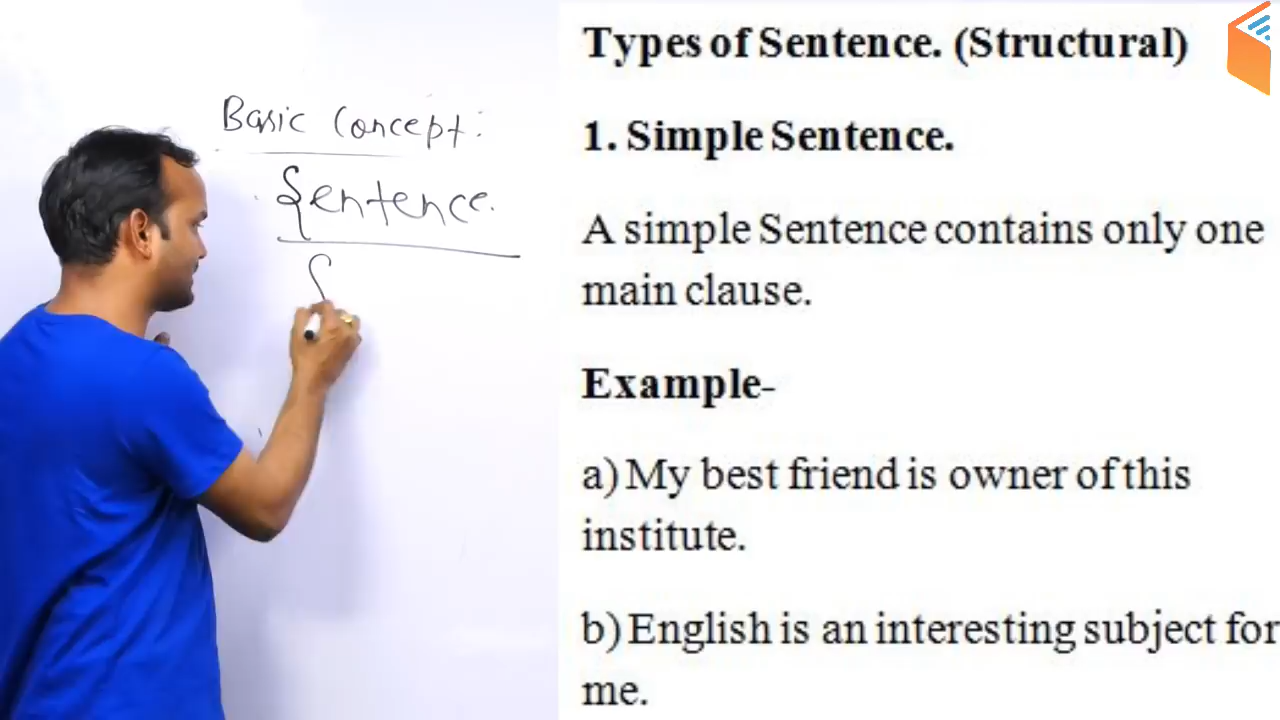 Basic Concept:
Sentence.
S
Types of Sentence. (Structural)
1. Simple Sentence.
A simple Sentence contains only one
main clause.
Example-
a) My best friend is owner of this
institute.
b) English is an interesting subject for
me.